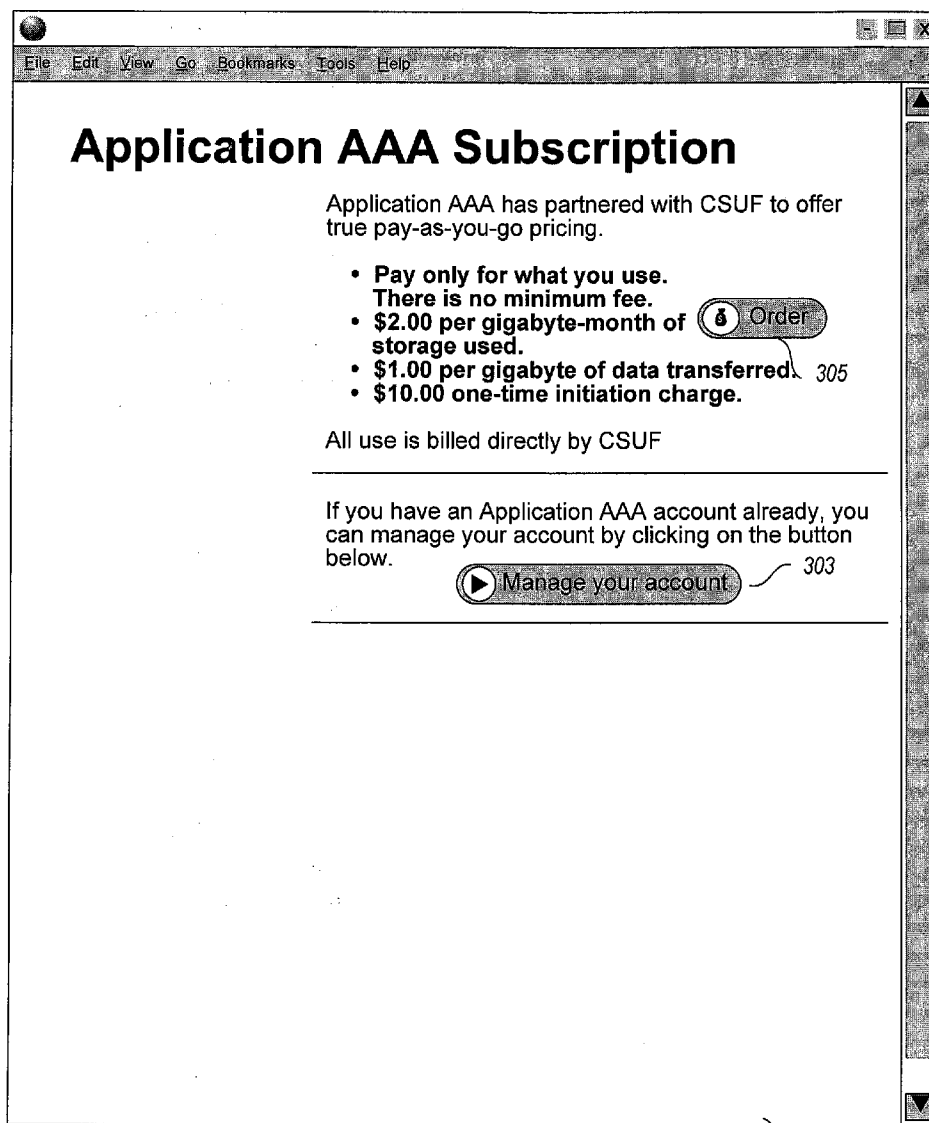 File Edit View Go Bookmarks Tools Help
Application AAA Subscription
Application AAA has partnered with CSUF to offer
true pay-as-you-go pricing.
• Pay only for what you use.
There is no minimum fee.
• $2.00 per gigabyte-month of
storage used.
Order
• $1.00 per gigabyte of data transferred.
305
• $10.00 one-time initiation charge.
All use is billed directly by CSUF
If you have an Application AAA account already, you
can manage your account by clicking on the button
below.
303
Manage your account